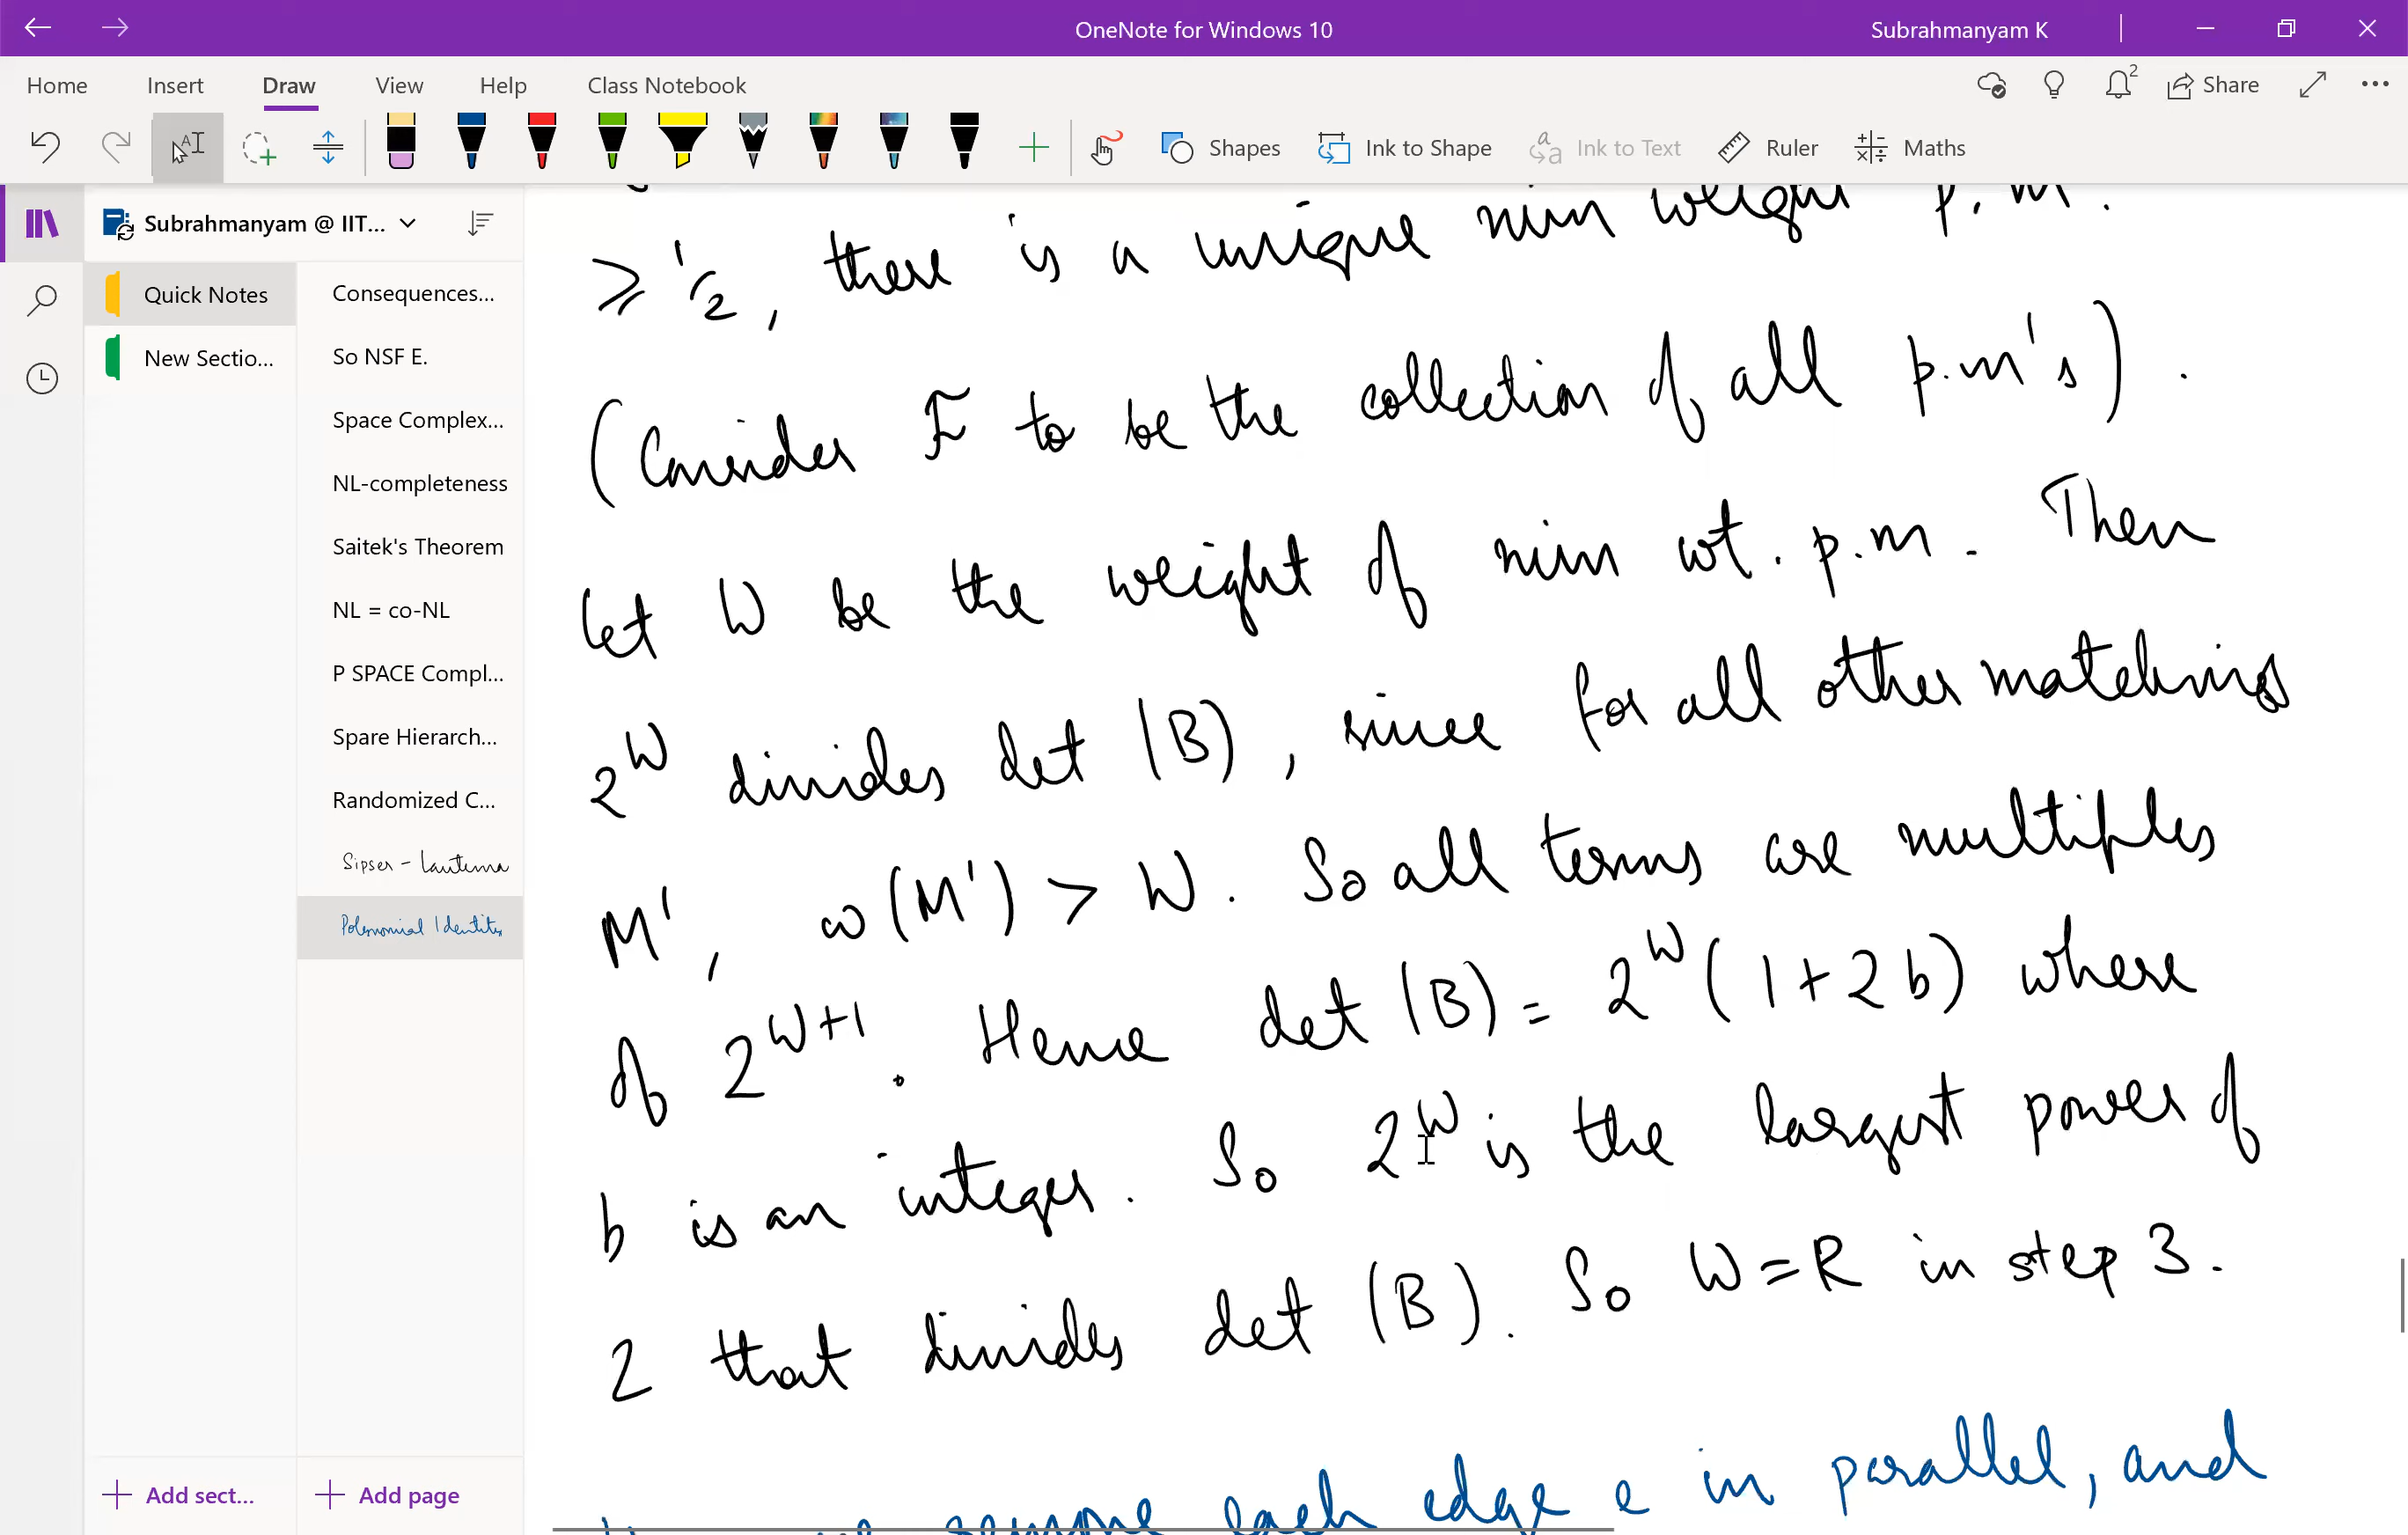 OneNote for Windows 10
Subrahmanyam K
Home Insert Draw View Help Class Notebook
Share
Shapes Ink to Shape Ink to Text Ruler Maths
Subrahmanyam @ IIT...
Quick Notes
New Sectio...
Consequences...
So NSF E.
Space Complex...
NL-completeness
Saitek's Theorem
NL = co-NL
P SPACE Compl...
Spare Hierarch...
Randomized C...
Sipser - Lautema
Polynomial Identity
Add sect...
Add page
≥ 1/2, there is a unique min weight p.m.
(Consider F to be the collection of all p.m's).
Let W be the weight of min wt. p.m. Then
2^W divides det (B), since for all other matchings
M', w(M') > W. So all terms are multiples
of 2^{W+1}. Hence det (B) = 2^W (1+2b) where
b is an integer. So 2^W is the largest power of
2 that divides det (B). So W=R in step 3.
remove each edge e in parallel, and